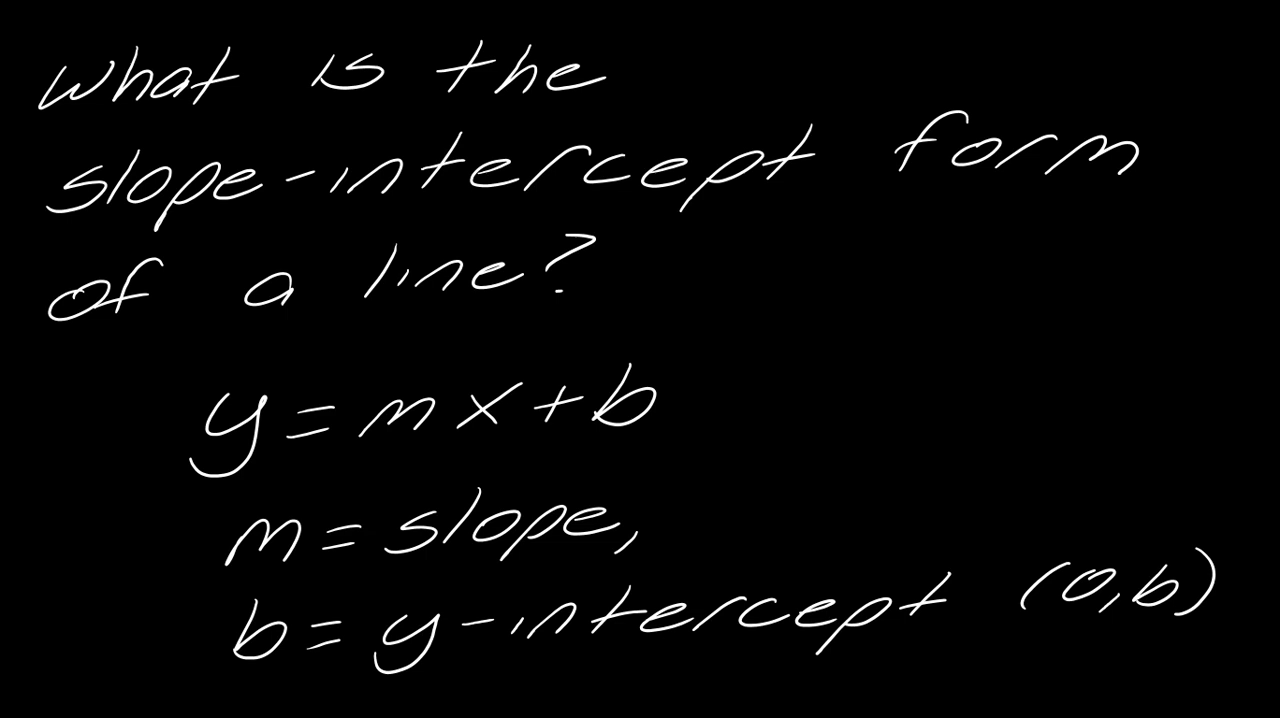 What is the
slope-intercept form
of a line?
y=mx+b
m=slope,
b=y-intercept (0,b)